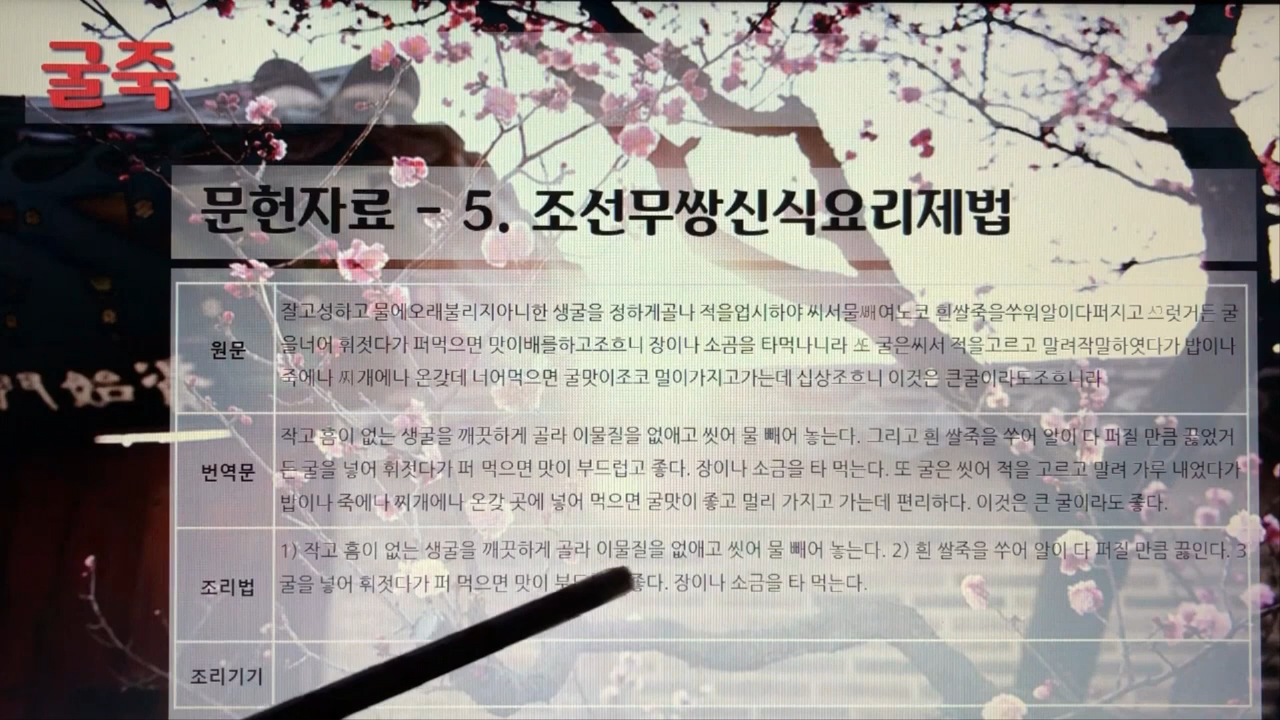 굴죽
문헌자료 - 5. 조선무쌍신식요리제법
원문
잘고성하고 물에오래불리지아니한 생굴을 정하게골나 적을업시하야 씨서물빼여노코 흰쌀죽을쑤워알이다퍼지고 스럿거든 굴
을너어 휘젓다가 퍼먹으면 맛이배를하고조흐니 장이나 소곰을 타먹나니라 또 굴은씨서 적을고르고 말려작말하엿다가 밥이나
죽에나 찌개에나 온갓데 너어먹으면 굴맛이조코 멀이가지고가는데 십상조흐니 이것은 큰굴이라도조흐니라
번역문
작고 흠이 없는 생굴을 깨끗하게 골라 이물질을 없애고 씻어 물 빼어 놓는다. 그리고 흰 쌀죽을 쑤어 알이 다 퍼질 만큼 끓었거
든 굴을 넣어 휘젓다가 퍼 먹으면 맛이 부드럽고 좋다. 장이나 소금을 타 먹는다. 또 굴은 씻어 적을 고르고 말려 가루 내었다가
밥이나 죽에나 찌개에나 온갖 곳에 넣어 먹으면 굴맛이 좋고 멀리 가지고 가는데 편리하다. 이것은 큰 굴이라도 좋다.
조리법
1) 작고 흠이 없는 생굴을 깨끗하게 골라 이물질을 없애고 씻어 물 빼어 놓는다. 2) 흰 쌀죽을 쑤어 알이 다 퍼질 만큼 끓인다. 3
굴을 넣어 휘젓다가 퍼 먹으면 맛이 좋다. 장이나 소금을 타 먹는다.
조리기기